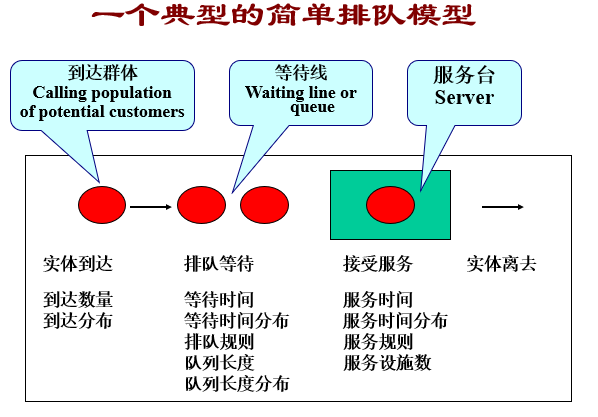 一个典型的简单排队模型
到达群体
Calling population
of potential customers
等待线
Waiting line or
queue
服务台
Server
实体到达
排队等待
接受服务
实体离去
到达数量
到达分布
等待时间
等待时间分布
排队规则
队列长度
队列长度分布
服务时间
服务时间分布
服务规则
服务设施数